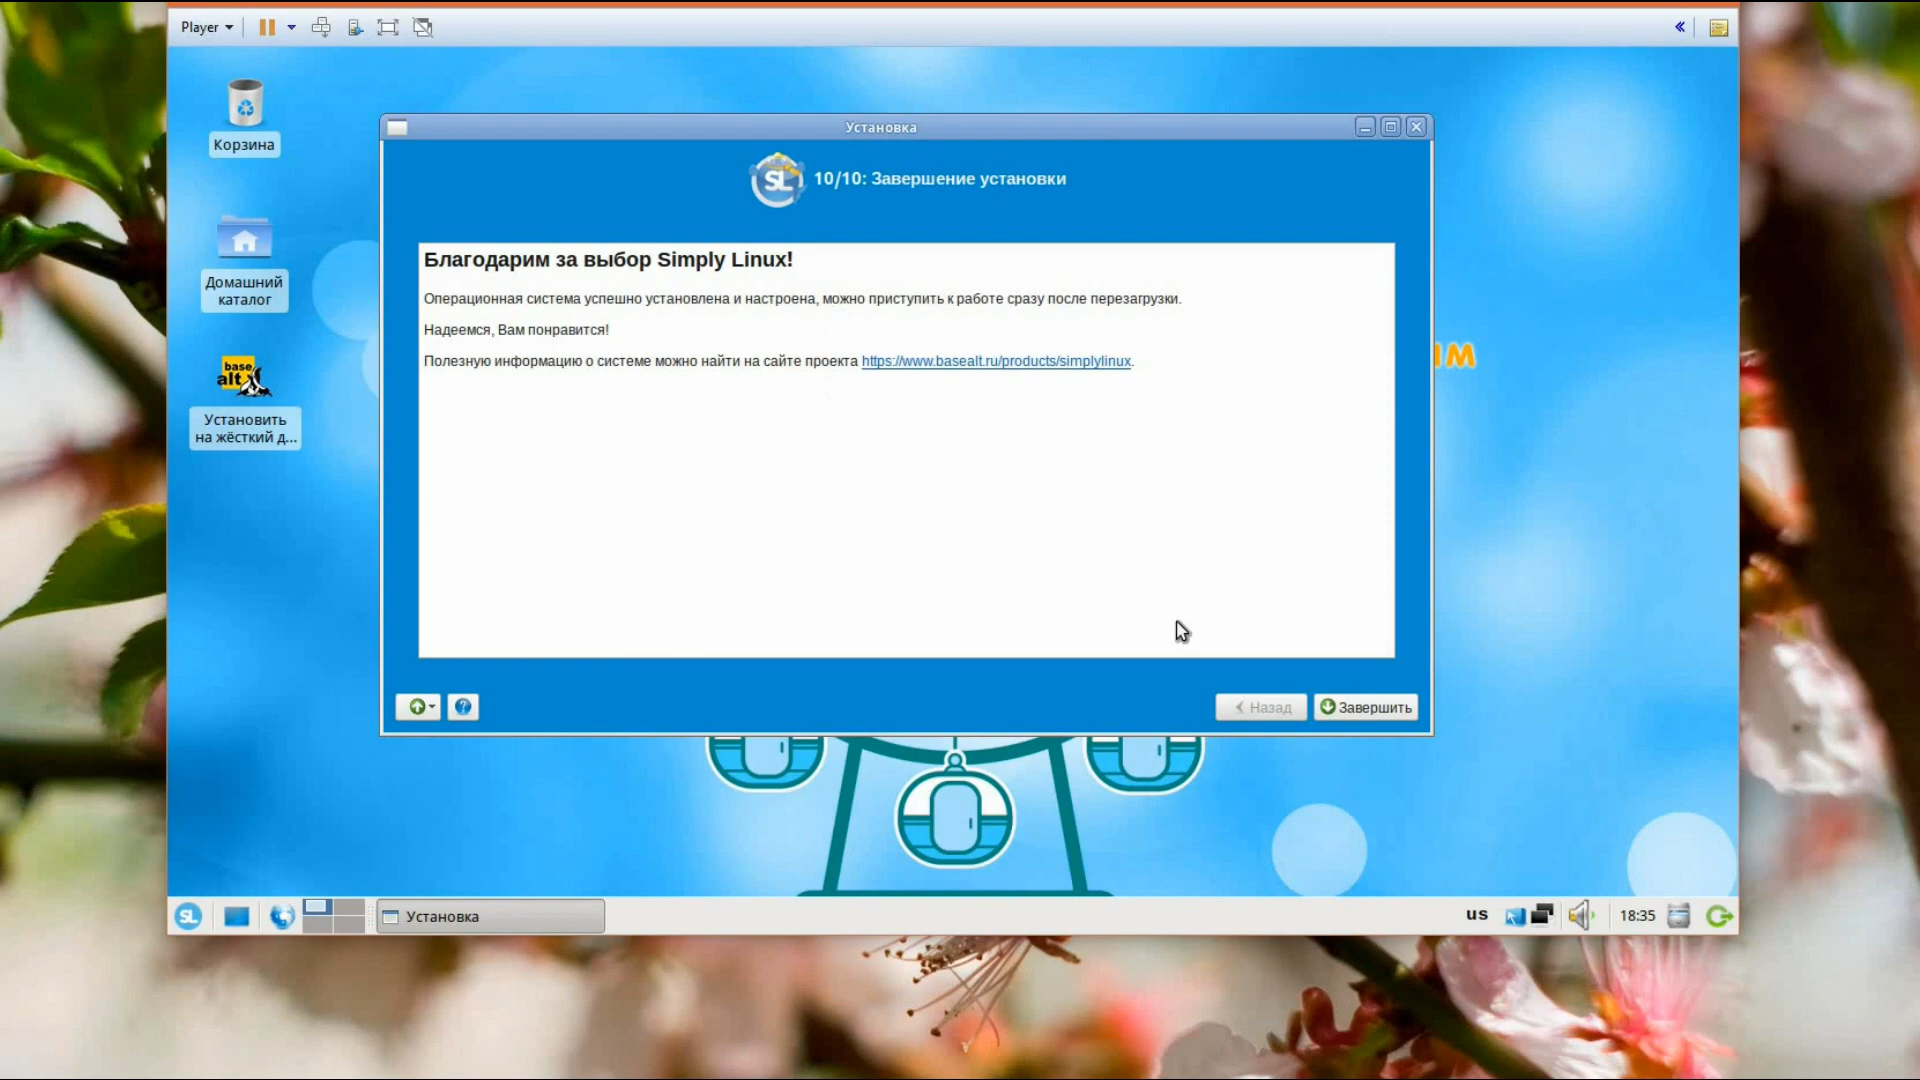 Player
Корзина
Домашний
каталог
base
alt
Установить
на жёсткий д...
Установка
SL
10/10: Завершение установки
Благодарим за выбор Simply Linux!
Операционная система успешно установлена и настроена, можно приступить к работе сразу после перезагрузки.
Надеемся, Вам понравится!
Полезную информацию о системе можно найти на сайте проекта https://www.basealt.ru/products/simplylinux.
Назад
Завершить
SL
Установка
us
18:35